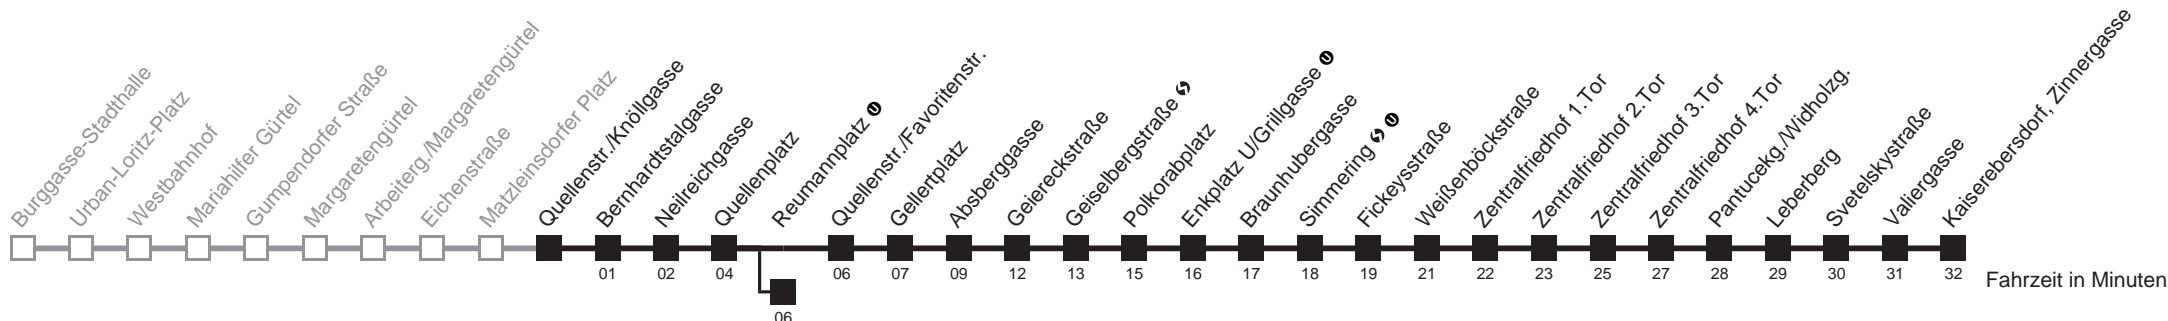 Burggasse-Stadthalle
Urban-Loritz-Platz
Westbahnhof
Mariahilfer Gürtel
Gumpendorfer Straße
Margaretengürtel
Arbeiterg./Margaretengürtel
Eichenstraße
Matzleinsdorfer Platz
Quellenstr./Knöllgasse
Bernhardtstalgasse
Neilreichgasse
Quellenplatz
Reumannplatz U
Quellenstr./Favoritenstr.
Gellertplatz
Absberggasse
Geiereckstraße
Geiselbergstraße S
Polkorabplatz
Enkplatz U/Grillgasse U
Braunhubergasse
Simmering S U
Fickeysstraße
Weißenböckstraße
Zentralfriedhof 1.Tor
Zentralfriedhof 2.Tor
Zentralfriedhof 3.Tor
Zentralfriedhof 4.Tor
Pantucekg./Widholzg.
Leberberg
Svetelskystraße
Valiergasse
Kaiserebersdorf, Zinnergasse
01 02 04 06 07 09 12 13 15 16 17 18 19 21 22 23 25 27 28 29 30 31 32
Fahrzeit in Minuten
06